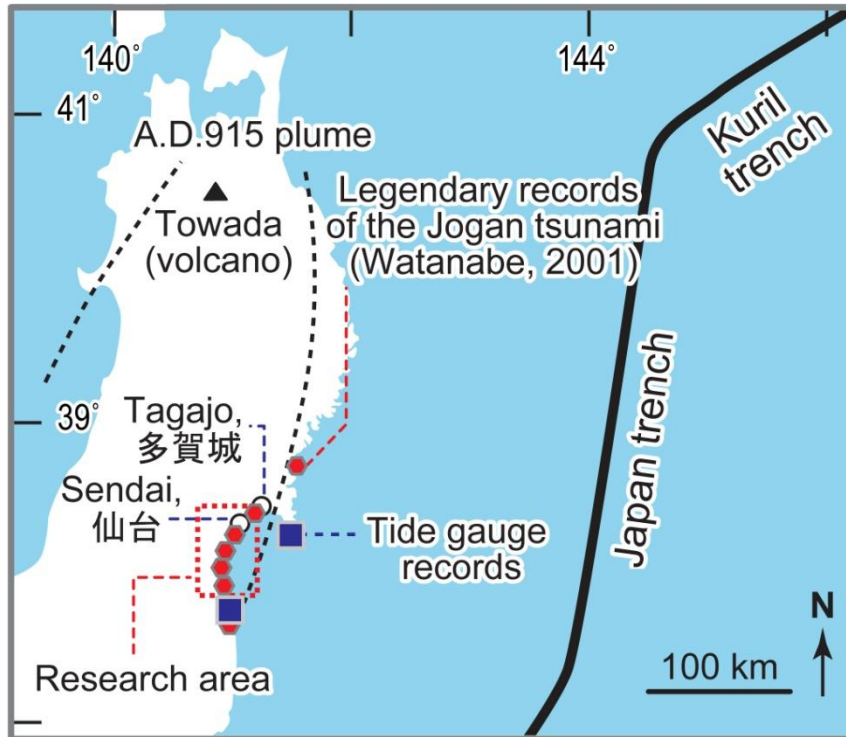 140°
144°
41°
A.D.915 plume
Kuril
trench
Towada
(volcano)
Legendary records
of the Jogan tsunami
(Watanabe, 2001)
39°
Tagajo,
多賀城
Sendai,
仙台
Japan trench
Tide gauge
records
N
100 km
Research area